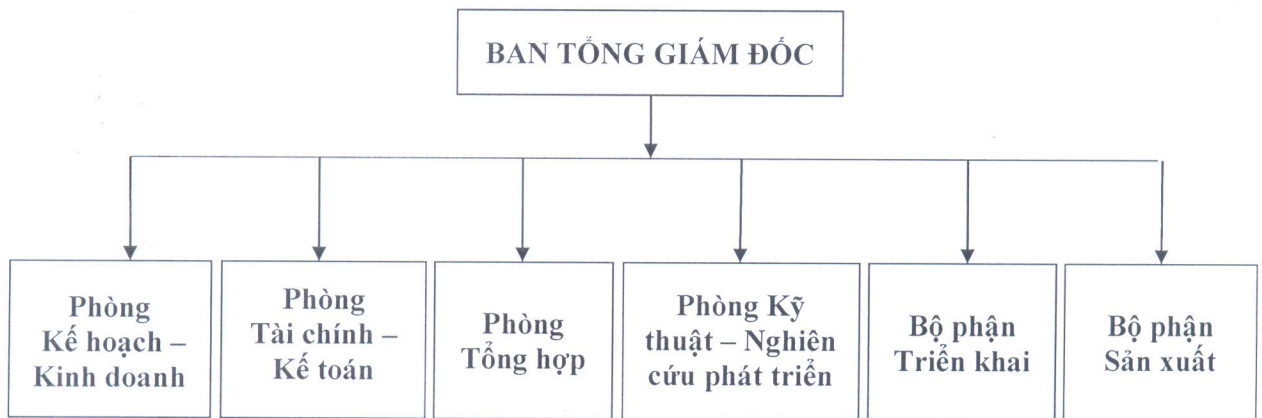 BAN TỔNG GIÁM ĐỐC
Phòng
Kế hoạch –
Kinh doanh
Phòng
Tài chính –
Kế toán
Phòng
Tổng hợp
Phòng Kỹ
thuật – Nghiên
cứu phát triển
Bộ phận
Triển khai
Bộ phận
Sản xuất